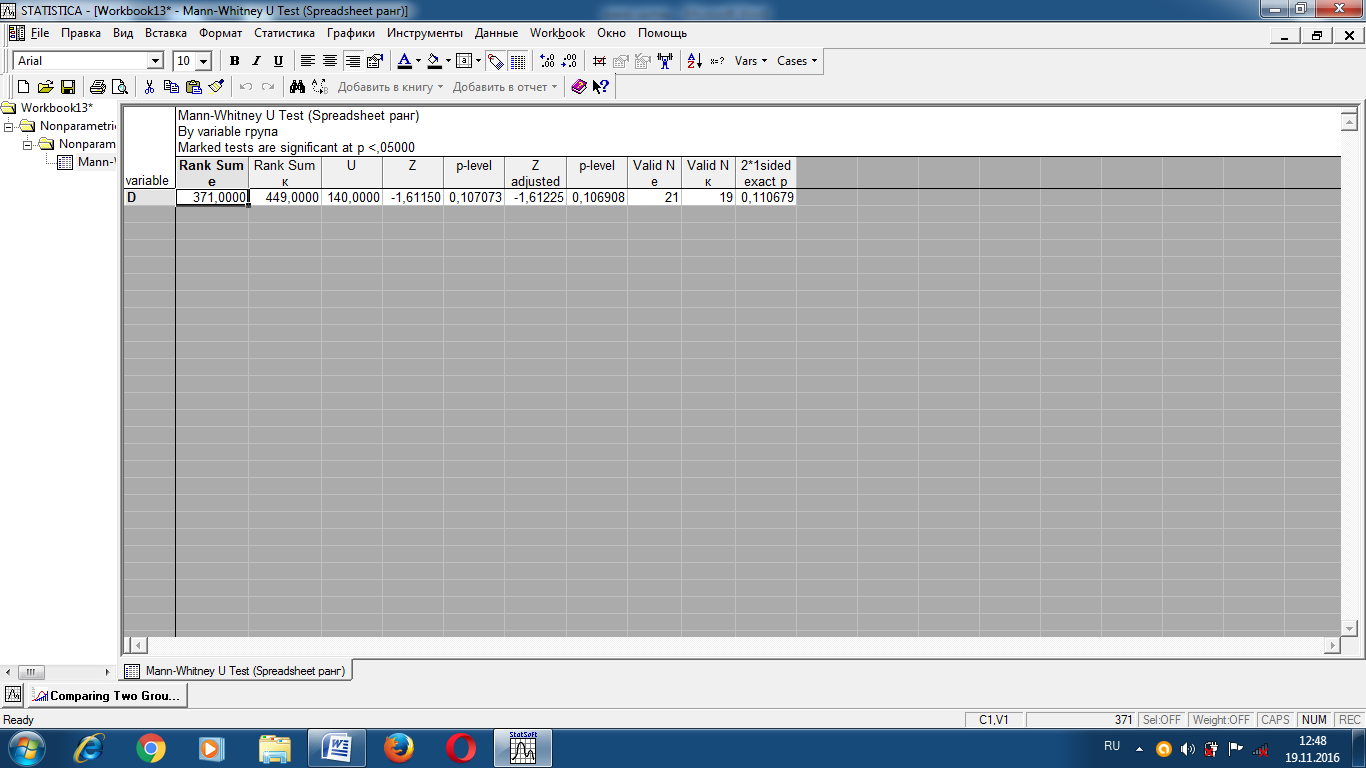 STATISTICA - [Workbook13* - Mann-Whitney U Test (Spreadsheet ранг)]
File Правка Вид Вставка Формат Статистика Графики Инструменты Данные Workbook Окно Помощь
Arial 10 B I U Vars Cases
Добавить в книгу Добавить в отчет
Workbook13*
Nonparametri
Nonparam
Mann-W
Mann-Whitney U Test (Spreadsheet ранг)
By variable група
Marked tests are significant at p <,05000
variable Rank Sum е Rank Sum к U Z p-level Z adjusted p-level Valid N е Valid N к 2*1sided exact p
D 371,0000 449,0000 140,0000 -1,61150 0,107073 -1,61225 0,106908 21 19 0,110679
Mann-Whitney U Test (Spreadsheet ранг)
Comparing Two Grou...
Ready C1,V1 371 Sel:OFF Weight:OFF CAPS NUM REC
StatSoft
RU 12:48
19.11.2016